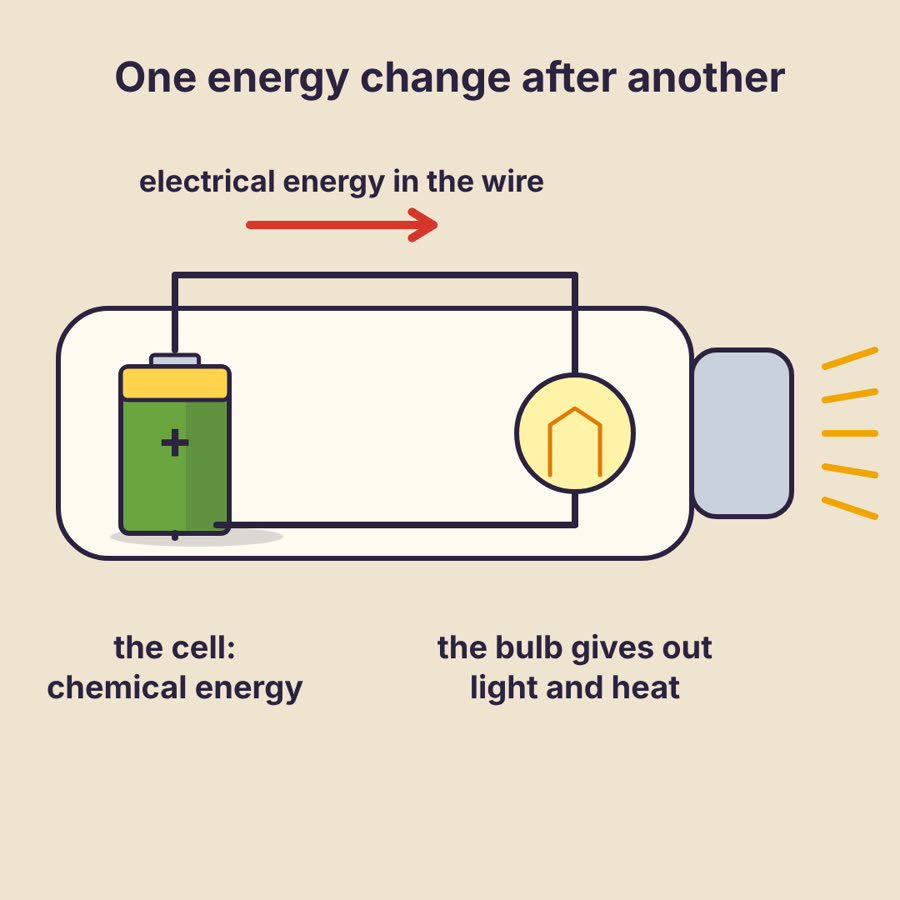 One energy change after another
electrical energy in the wire
+
the cell:
chemical energy
the bulb gives out
light and heat